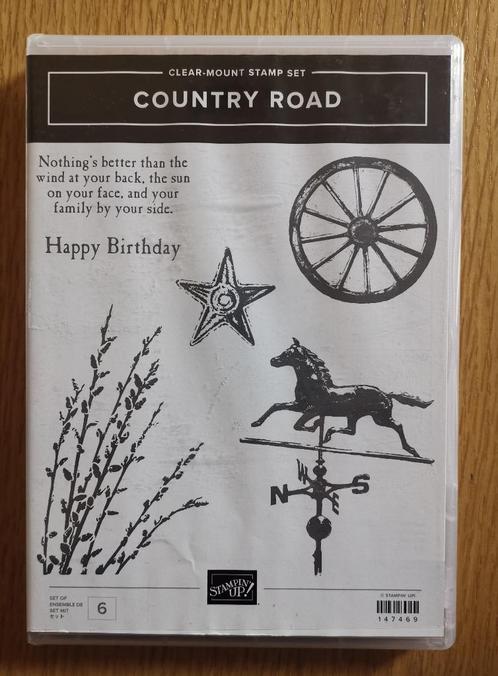 CLEAR-MOUNT STAMP SET
COUNTRY ROAD
Nothing's better than the
wind at your back, the sun
on your face, and your
family by your side.
Happy Birthday
N S
W E
STAMPIN' UP!
SET OF
ENSEMBLE DE
SET MIT
セット
6
© STAMPIN' UP!
147469